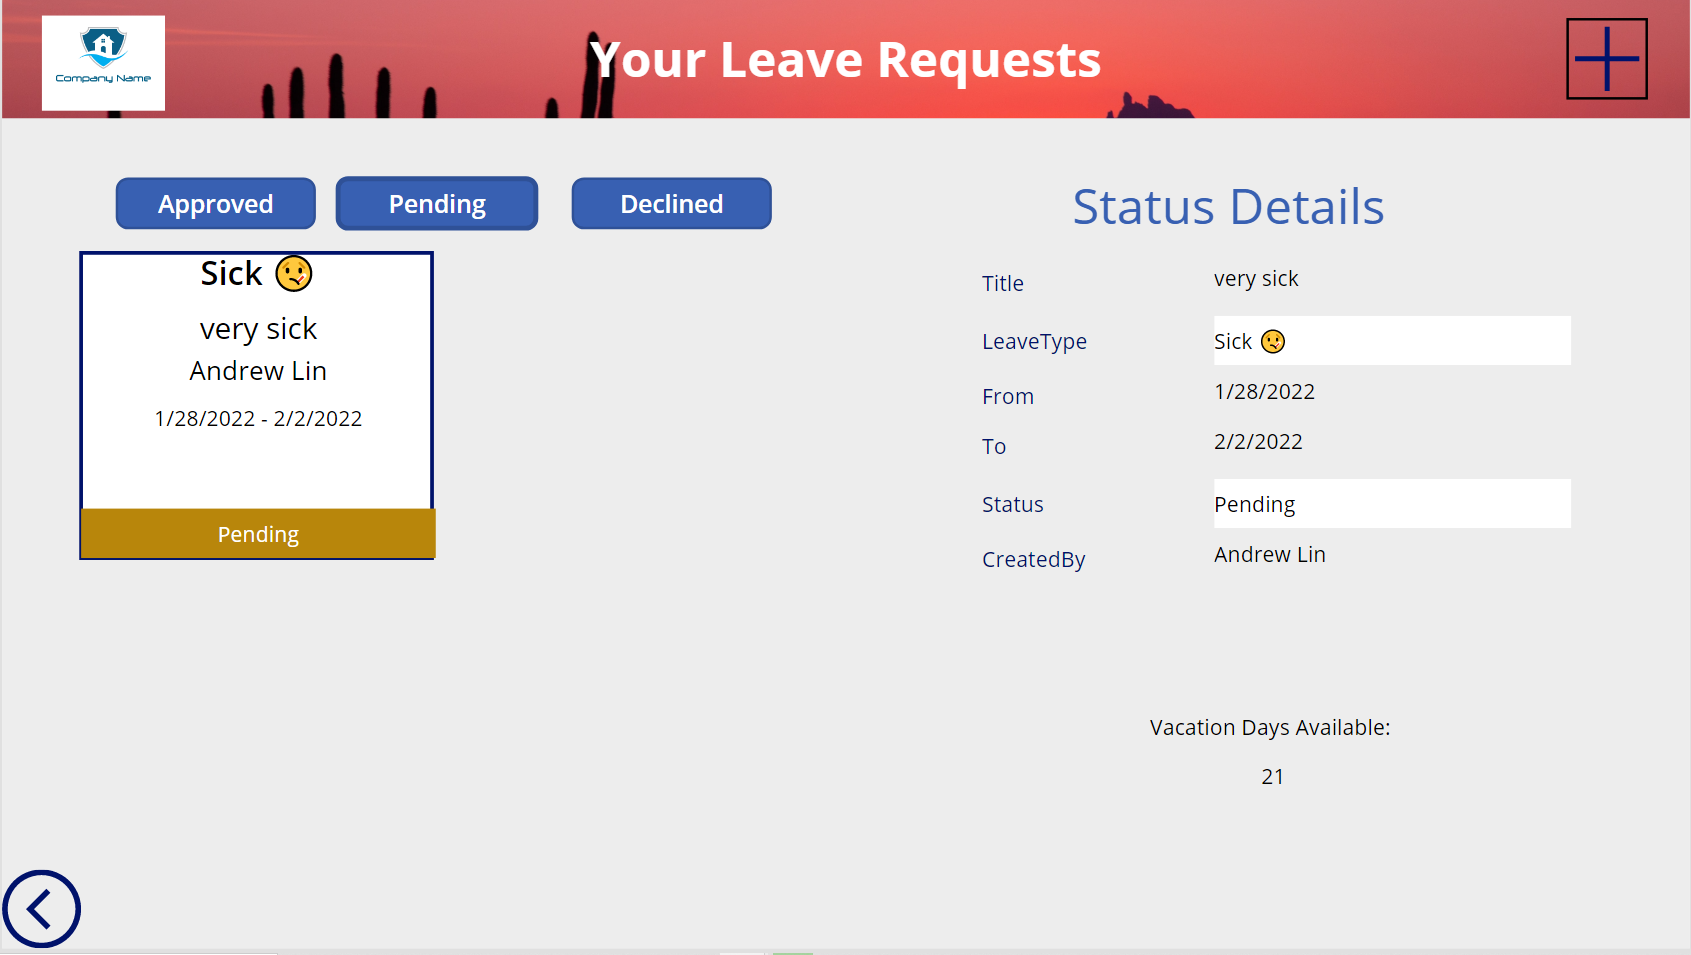 Company Name
Your Leave Requests
Approved
Pending
Declined
Sick 🤒
very sick
Andrew Lin
1/28/2022 - 2/2/2022
Pending
Status Details
Title
very sick
LeaveType
Sick 🤒
From
1/28/2022
To
2/2/2022
Status
Pending
CreatedBy
Andrew Lin
Vacation Days Available:
21